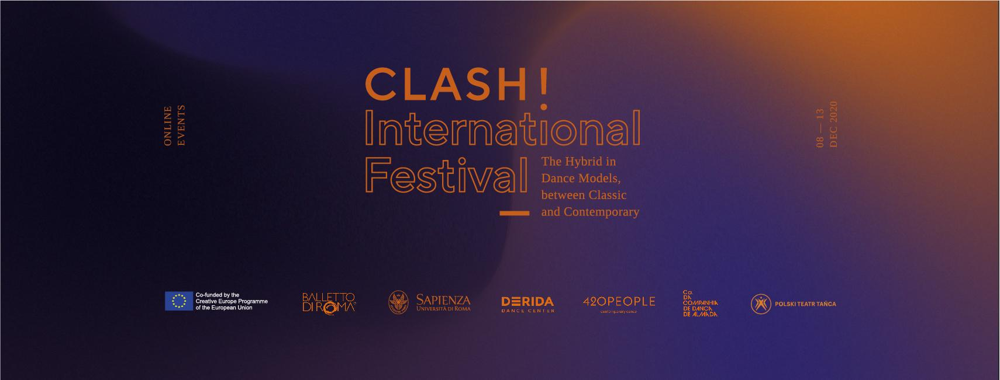 CLASH!
International
Festival
The Hybrid in
Dance Models,
between Classic
and Contemporary
ONLINE
EVENTS
08 — 13
DEC 2020
Co-funded by the
Creative Europe Programme
of the European Union
BALLETTO
DI ROMA
SAPIENZA
UNIVERSITÀ DI ROMA
DERIDA
DANCE CENTER
420PEOPLE
contemporary dance
Co.
DA
COMPANHIA
DE DANÇA
DE ALMADA
POLSKI TEATR TAŃCA